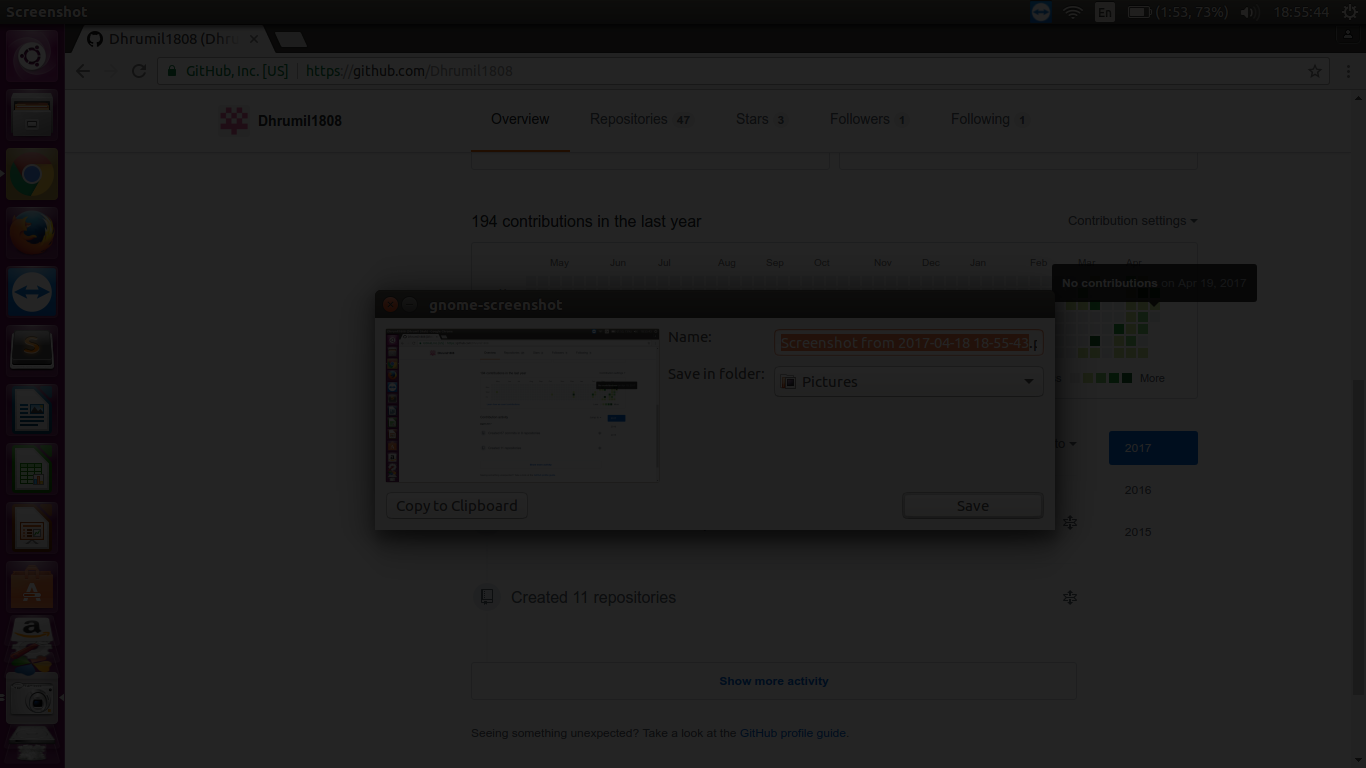 Screenshot
En
(1:53, 73%)
18:55:44
Dhrumil1808 (Dhru
GitHub, Inc. [US]
https://github.com/Dhrumil1808
Dhrumil1808
Overview
Repositories 47
Stars 3
Followers 1
Following 1
194 contributions in the last year
Contribution settings
May Jun Jul Aug Sep Oct Nov Dec Jan Feb Mar Apr
No contributions on Apr 19, 2017
gnome-screenshot
Name:
Screenshot from 2017-04-18 18-55-43.
Save in folder:
Pictures
More
2017
Copy to Clipboard
Save
2016
2015
Created 11 repositories
Show more activity
Seeing something unexpected? Take a look at the GitHub profile guide.